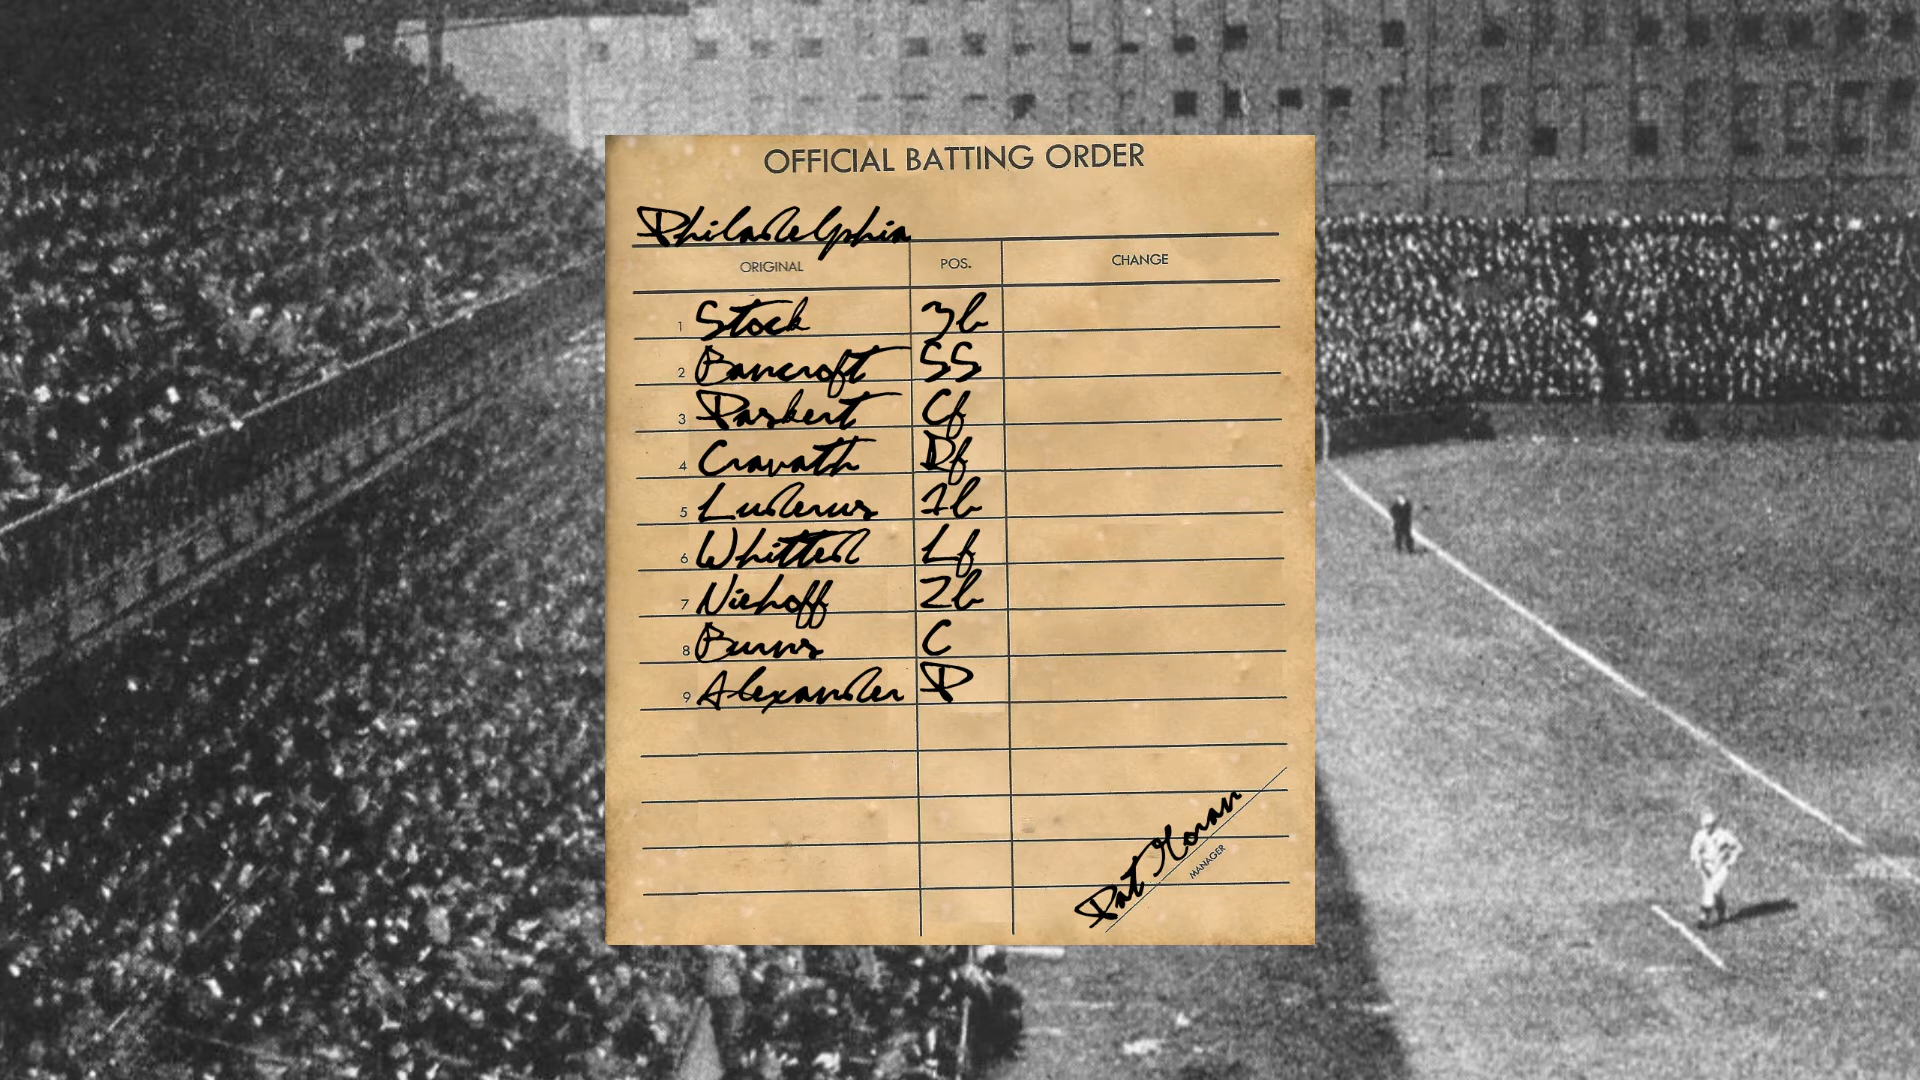 OFFICIAL BATTING ORDER
Philadelphia
ORIGINAL POS. CHANGE
1 Stock 3b
2 Bancroft SS
3 Paskert Cf
4 Cravath Rf
5 Luderus 1b
6 Whitted Lf
7 Niehoff 2b
8 Burns C
9 Alexander P
Pat Moran
MANAGER